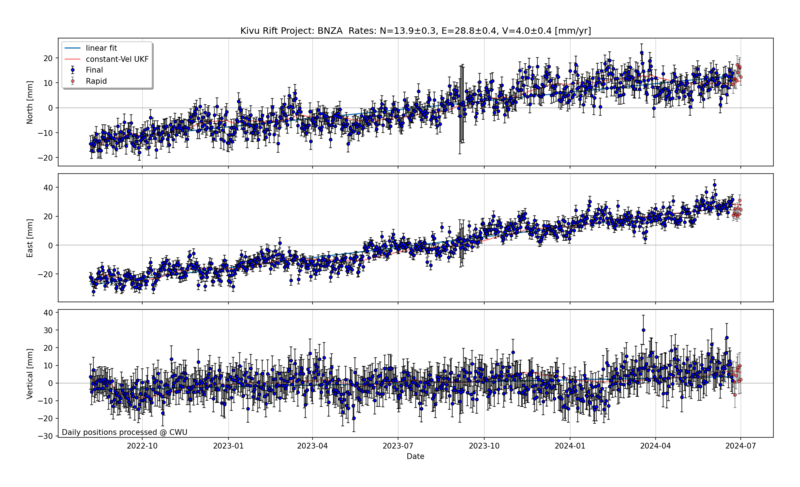 Kivu Rift Project: BNZA  Rates: N=13.9±0.3, E=28.8±0.4, V=4.0±0.4 [mm/yr]
linear fit
constant-Vel UKF
Final
Rapid
North [mm]
20
10
0
−10
−20
East [mm]
40
20
0
−20
Vertical [mm]
40
30
20
10
0
−10
−20
−30
Daily positions processed @ CWU
2022-10
2023-01
2023-04
2023-07
2023-10
2024-01
2024-04
2024-07
Date